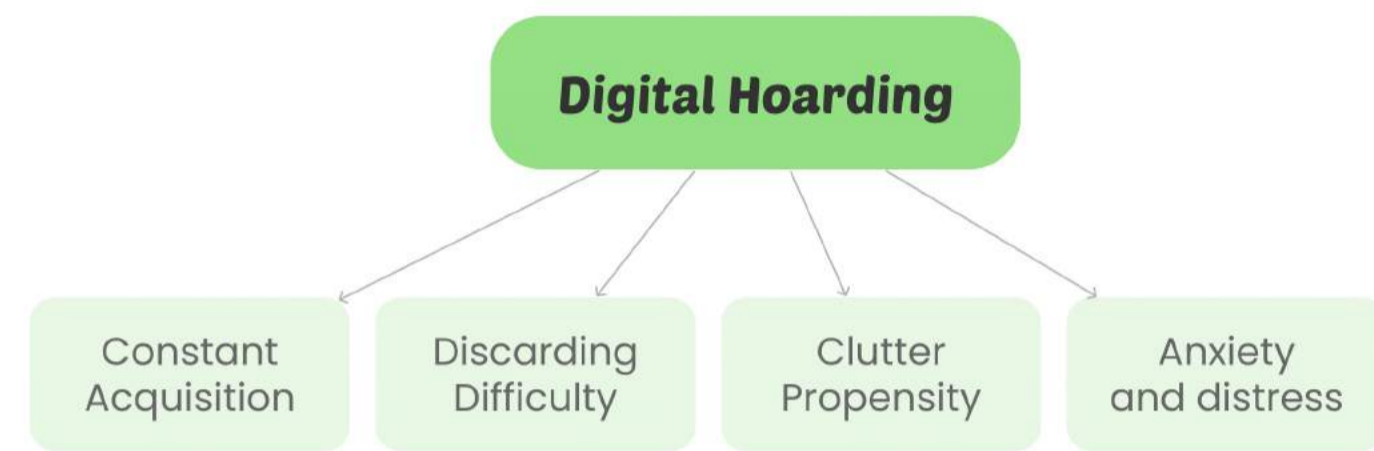 Digital Hoarding
Constant
Acquisition
Discarding
Difficulty
Clutter
Propensity
Anxiety
and distress